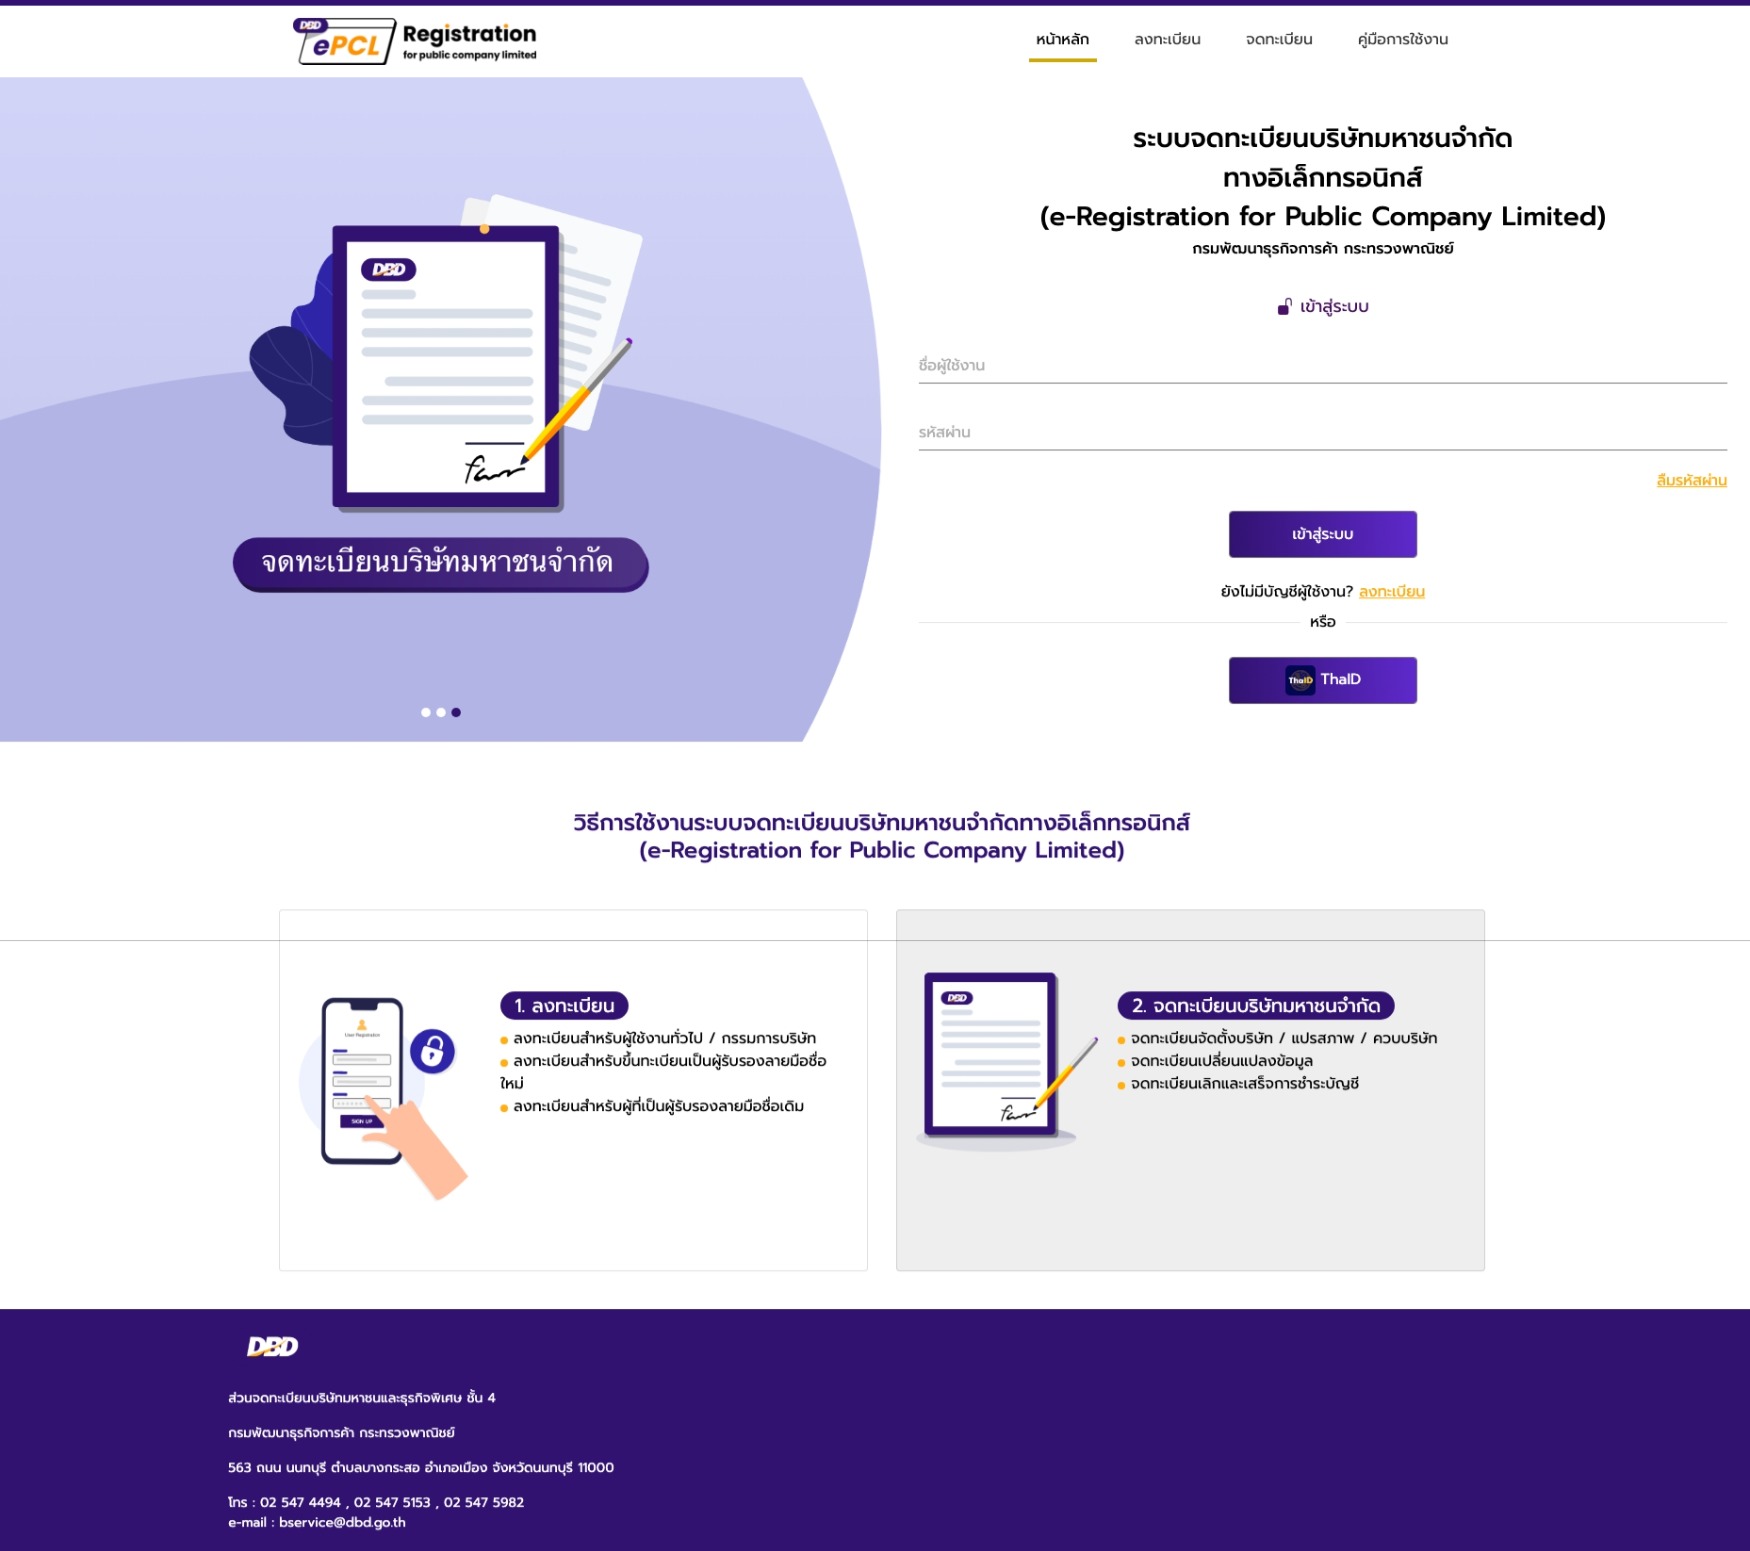 DBD
ePCL
Registration
for public company limited
หน้าหลัก
ลงทะเบียน
จดทะเบียน
คู่มือการใช้งาน
DBD
จดทะเบียนบริษัทมหาชนจำกัด
ระบบจดทะเบียนบริษัทมหาชนจำกัด
ทางอิเล็กทรอนิกส์
(e-Registration for Public Company Limited)
กรมพัฒนาธุรกิจการค้า กระทรวงพาณิชย์
เข้าสู่ระบบ
ชื่อผู้ใช้งาน
รหัสผ่าน
ลืมรหัสผ่าน
เข้าสู่ระบบ
ยังไม่มีบัญชีผู้ใช้งาน? ลงทะเบียน
หรือ
ThaID ThaID
วิธีการใช้งานระบบจดทะเบียนบริษัทมหาชนจำกัดทางอิเล็กทรอนิกส์
(e-Registration for Public Company Limited)
User Registration
SIGN UP
1. ลงทะเบียน
ลงทะเบียนสำหรับผู้ใช้งานทั่วไป / กรรมการบริษัท
ลงทะเบียนสำหรับขึ้นทะเบียนเป็นผู้รับรองลายมือชื่อ
ใหม่
ลงทะเบียนสำหรับผู้ที่เป็นผู้รับรองลายมือชื่อเดิม
DBD
2. จดทะเบียนบริษัทมหาชนจำกัด
จดทะเบียนจัดตั้งบริษัท / แปรสภาพ / ควบบริษัท
จดทะเบียนเปลี่ยนแปลงข้อมูล
จดทะเบียนเลิกและเสร็จการชำระบัญชี
DBD
ส่วนจดทะเบียนบริษัทมหาชนและธุรกิจพิเศษ ชั้น 4
กรมพัฒนาธุรกิจการค้า กระทรวงพาณิชย์
563 ถนน นนทบุรี ตำบลบางกระสอ อำเภอเมือง จังหวัดนนทบุรี 11000
โทร : 02 547 4494 , 02 547 5153 , 02 547 5982
e-mail : bservice@dbd.go.th